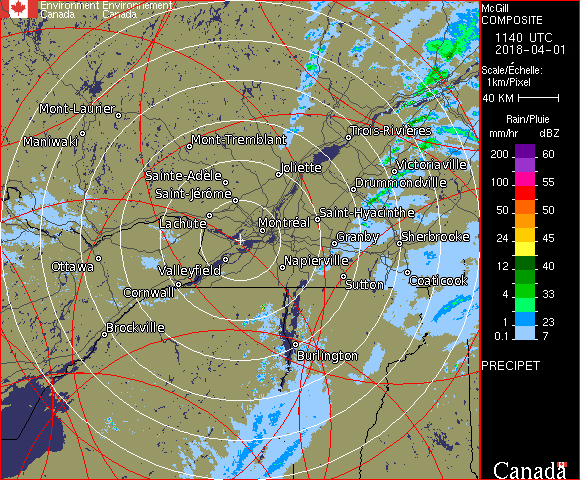 Environment Environnement
Canada Canada
McGill
COMPOSITE
1140 UTC
2018-04-01
Scale/Échelle:
1km/Pixel
40 KM
Rain/Pluie
mm/hr dBZ
200 60
100 55
50 50
24 45
12 40
4 33
1 23
0.1 7
PRECIPET
Canada
Mont-Laurier
Maniwaki
Mont-Tremblant
Trois-Rivières
Sainte-Adèle
Joliette
Victoriaville
Saint-Jérôme
Drummondville
Lachute
Montréal
Saint-Hyacinthe
Granby
Sherbrooke
Ottawa
Valleyfield
Napierville
Cornwall
Sutton
Coaticook
Brockville
Burlington